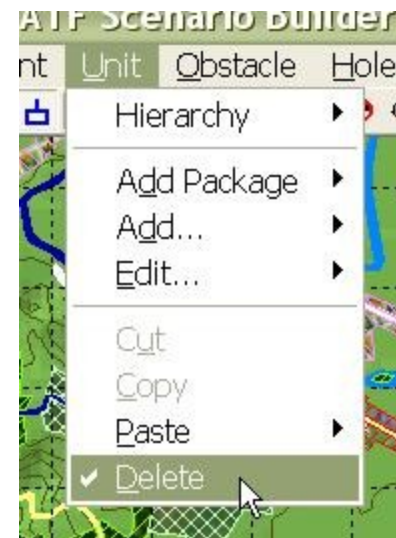 ATF Scenario Builder
nt Unit Obstacle Hole
Hierarchy
Add Package
Add...
Edit...
Cut
Copy
Paste
Delete